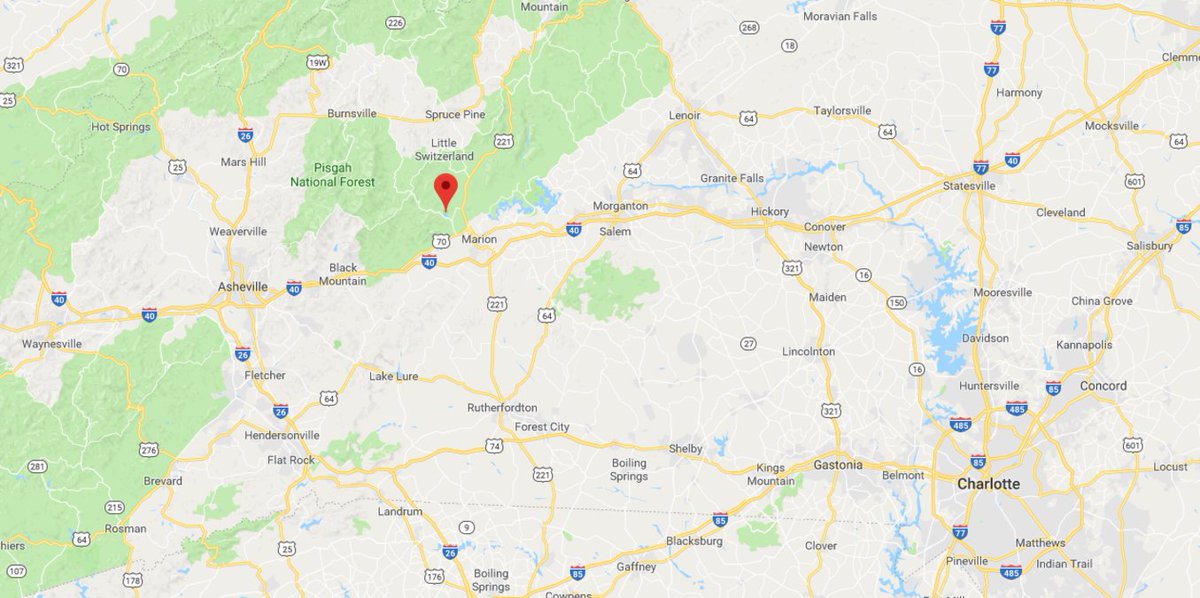 Mountain
Moravian Falls
226
268
18
77
321
70
19W
77
Clemm
25
Harmony
Burnsville
Spruce Pine
Lenoir
64
Taylorsville
Hot Springs
26
221
64
Mocksville
64
Little
Switzerland
Mars Hill
25
Pisgah
National Forest
64
Granite Falls
77
40
Statesville
601
Morganton
Hickory
Cleveland
Weaverville
70
Marion
40
Salem
Conover
85
Newton
Salisbury
40
Black
Mountain
321
16
Asheville
40
40
221
Maiden
150
Mooresville
China Grove
40
64
Waynesville
26
27
Lincolnton
Davidson
Kannapolis
Fletcher
Lake Lure
16
Huntersville
85
Concord
64
26
Rutherfordton
321
485
485
Hendersonville
Forest City
276
74
Shelby
601
Flat Rock
281
221
Boiling
Springs
Kings
Mountain
Gastonia
Belmont
85
Locust
Brevard
Charlotte
215
Landrum
Rosman
9
85
77
64
hiers
25
26
Blacksburg
Clover
Matthews
Pineville
Indian Trail
107
178
176
Boiling
Springs
85
Gaffney
485
Cowpens